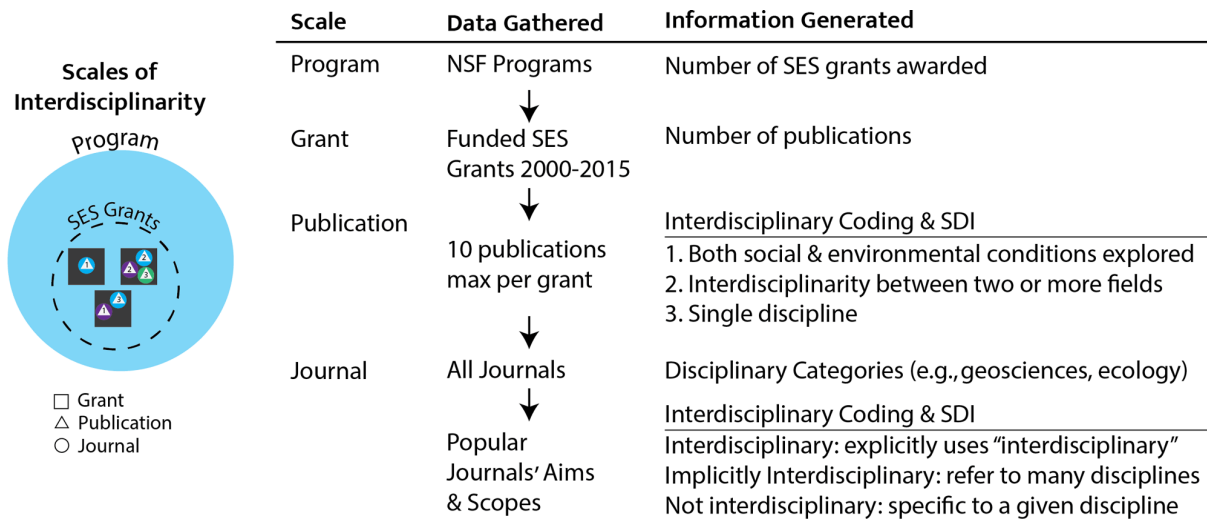 Scales of
Interdisciplinarity
Program
SES Grants
1
2
2
3
3
1
Grant
Publication
Journal
Scale Data Gathered Information Generated
Program NSF Programs Number of SES grants awarded
Grant Funded SES Number of publications
Grants 2000-2015
Publication Interdisciplinary Coding & SDI
10 publications 1. Both social & environmental conditions explored
max per grant 2. Interdisciplinarity between two or more fields
3. Single discipline
Journal All Journals Disciplinary Categories (e.g., geosciences, ecology)
Interdisciplinary Coding & SDI
Popular Interdisciplinary: explicitly uses “interdisciplinary”
Journals’ Aims Implicitly Interdisciplinary: refer to many disciplines
& Scopes Not interdisciplinary: specific to a given discipline